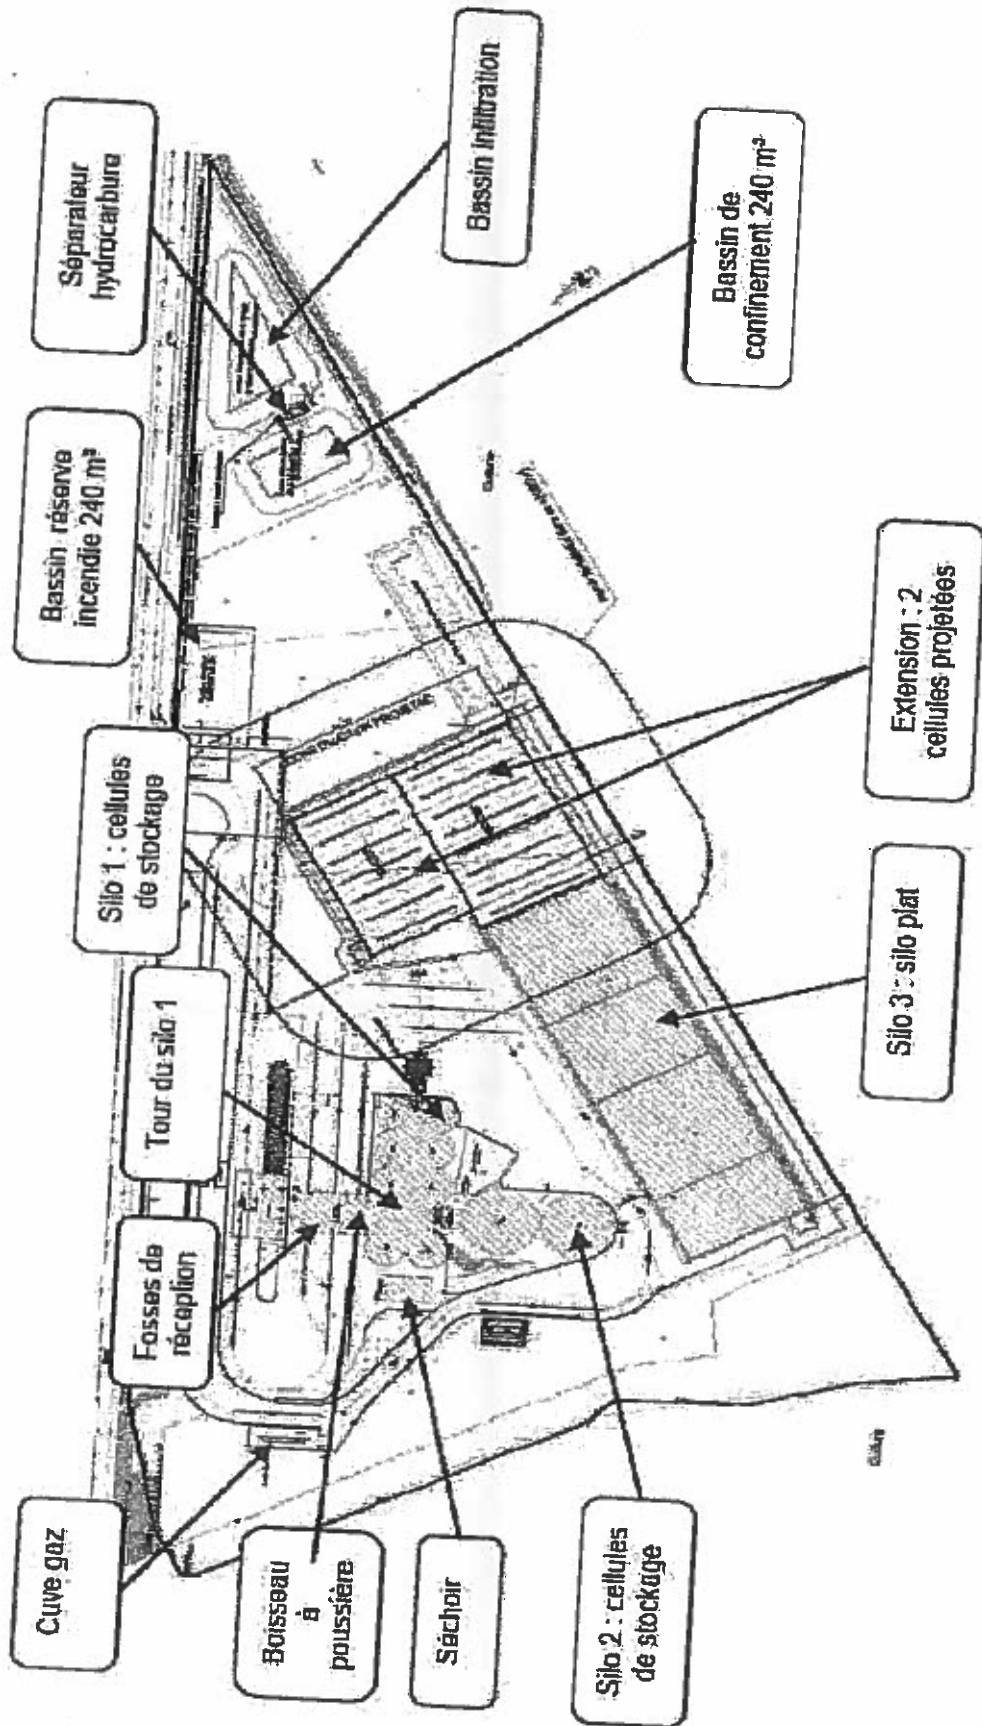 Cuve gaz
Fosses de
réception
Tour du silo 1
Silo 1 : cellules
de stockage
Bassin réserve
incendie 240 m³
Séparateur
hydrocarbure
Bassin infiltration
Bassin de
confinement 240 m³
Extension : 2
cellules projetées
Silo 3 : silo plat
Silo 2 : cellules
de stockage
Séchoir
Boisseau
à
poussière